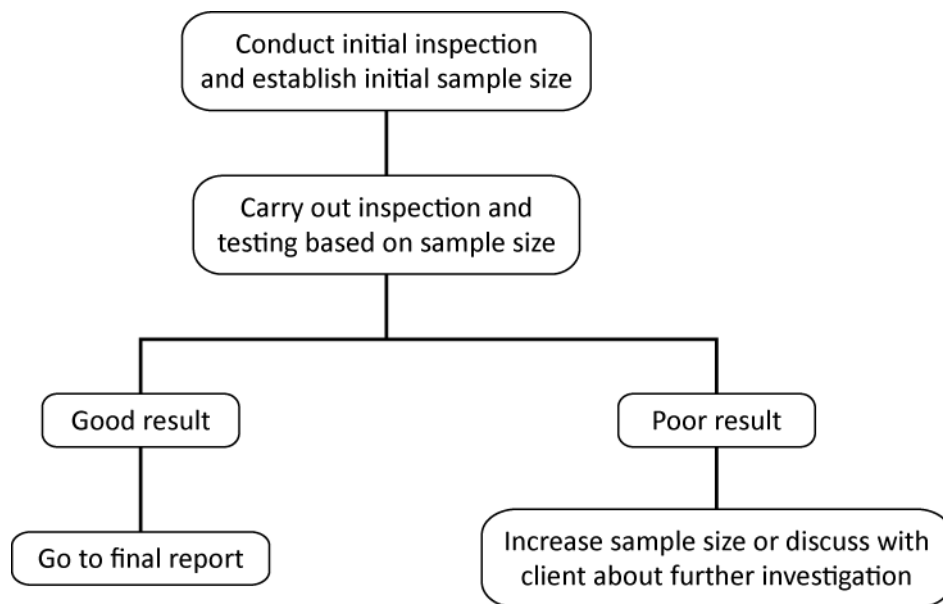 Conduct initial inspection
and establish initial sample size
Carry out inspection and
testing based on sample size
Good result
Poor result
Go to final report
Increase sample size or discuss with
client about further investigation